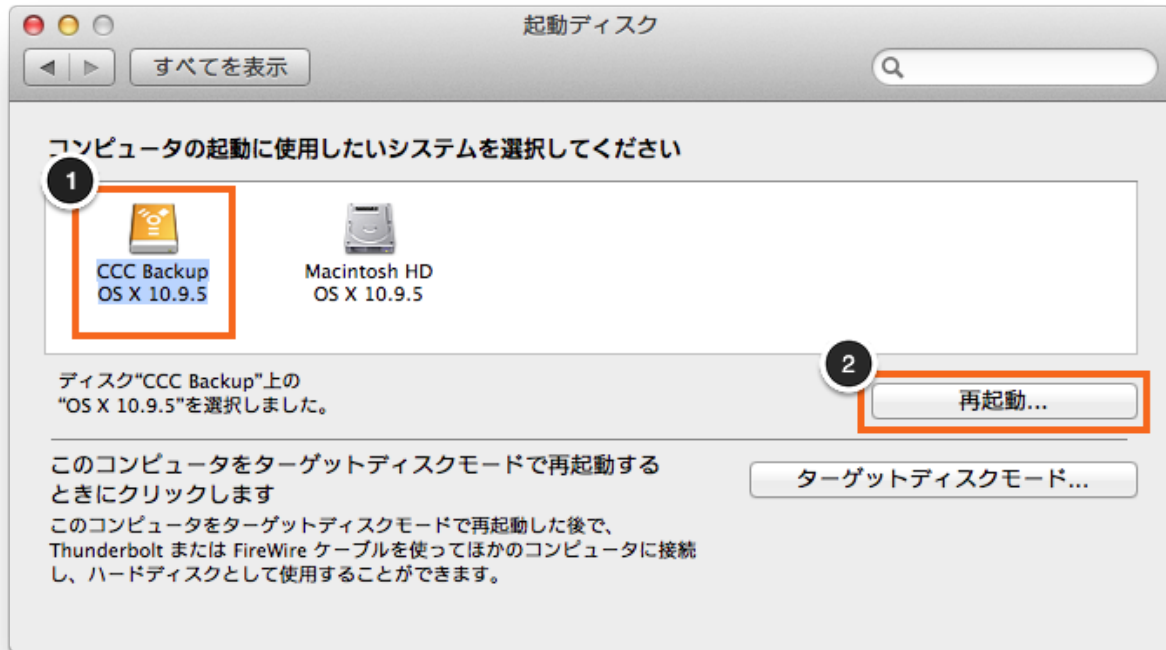 起動ディスク
すべてを表示
コンピュータの起動に使用したいシステムを選択してください
1
CCC Backup
OS X 10.9.5
Macintosh HD
OS X 10.9.5
ディスク“CCC Backup”上の
“OS X 10.9.5”を選択しました。
2
再起動...
このコンピュータをターゲットディスクモードで再起動する
ときにクリックします
ターゲットディスクモード...
このコンピュータをターゲットディスクモードで再起動した後で、
Thunderbolt または FireWire ケーブルを使ってほかのコンピュータに接続
し、ハードディスクとして使用することができます。